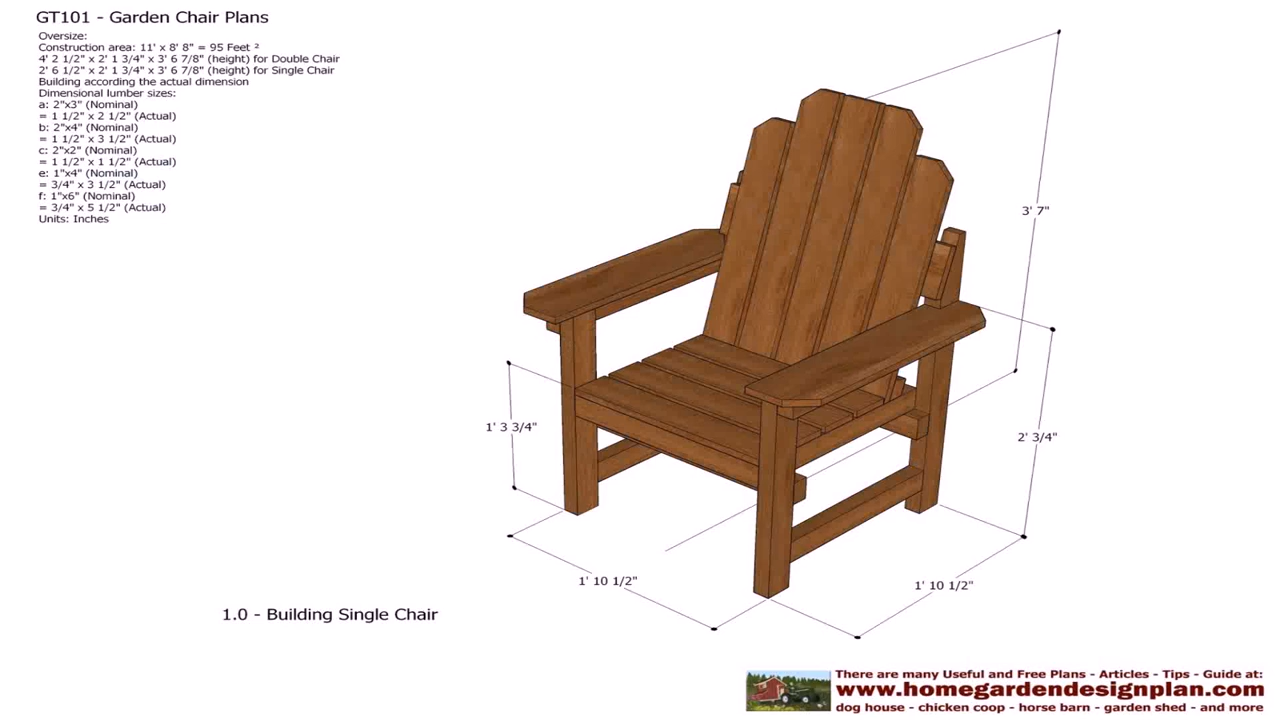 GT101 - Garden Chair Plans
Oversize:
Construction area: 11' x 8' 8" = 95 Feet ²
4' 2 1/2" x 2' 1 3/4" x 3' 6 7/8" (height) for Double Chair
2' 6 1/2" x 2' 1 3/4" x 3' 6 7/8" (height) for Single Chair
Building according the actual dimension
Dimensional lumber sizes:
a: 2"x3" (Nominal)
= 1 1/2" x 2 1/2" (Actual)
b: 2"x4" (Nominal)
= 1 1/2" x 3 1/2" (Actual)
c: 2"x2" (Nominal)
= 1 1/2" x 1 1/2" (Actual)
e: 1"x4" (Nominal)
= 3/4" x 3 1/2" (Actual)
f: 1"x6" (Nominal)
= 3/4" x 5 1/2" (Actual)
Units: Inches
3' 7"
1' 3 3/4"
2' 3/4"
1' 10 1/2"
1' 10 1/2"
1.0 - Building Single Chair
There are many Useful and Free Plans - Articles - Tips - Guide at:
www.homegardendesignplan.com
dog house - chicken coop - horse barn - garden shed - and more